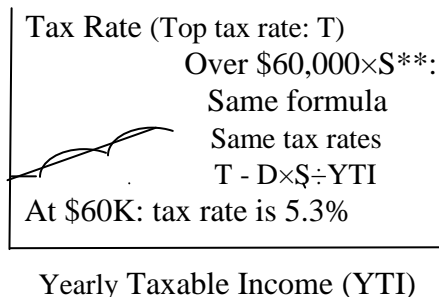 Tax Rate (Top tax rate: T)
Over $60,000×S**:
Same formula
Same tax rates
T - D×S÷YTI
At $60K: tax rate is 5.3%
Yearly Taxable Income (YTI)